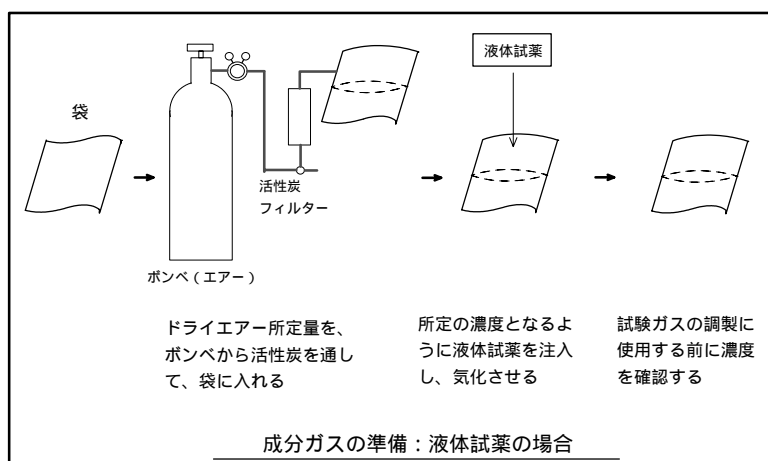 液体試薬
袋
活性炭
フィルター
ボンベ(エアー)
ドライエアー所定量を、
ボンベから活性炭を通し
て、袋に入れる
所定の濃度となるよ
うに液体試薬を注入
し、気化させる
試験ガスの調製に
使用する前に濃度
を確認する
成分ガスの準備:液体試薬の場合